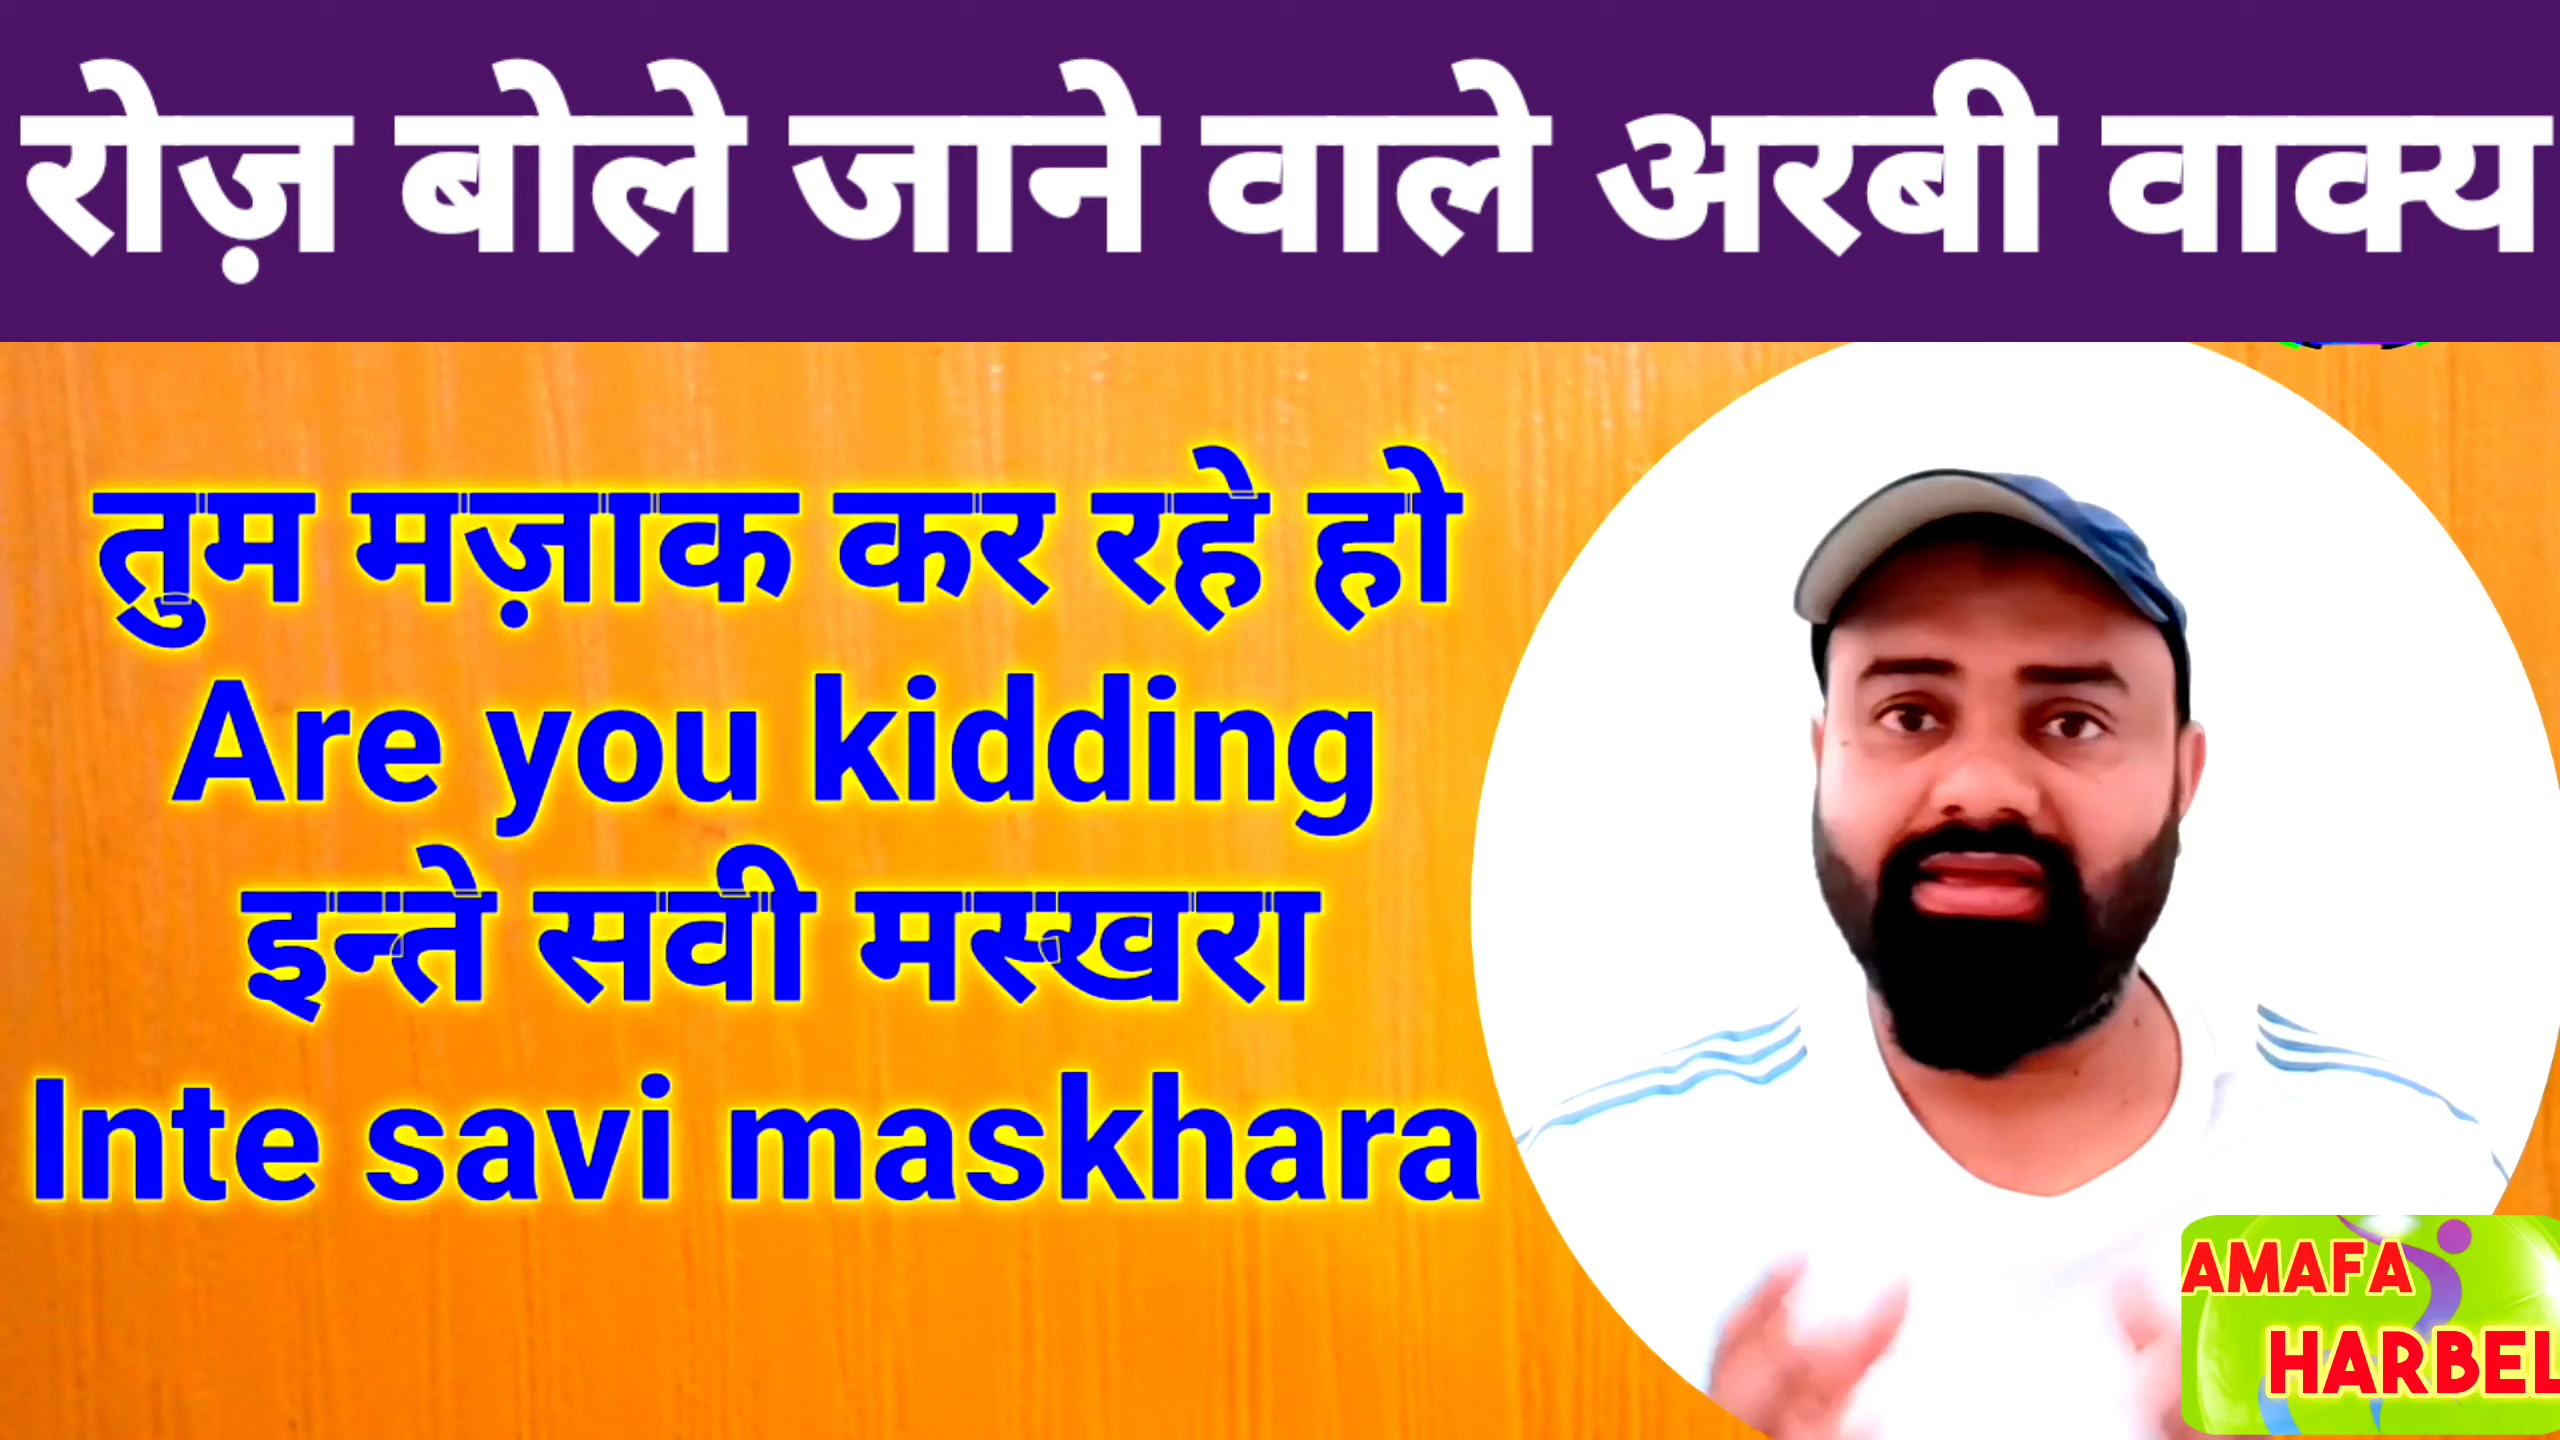 रोज़ बोले जाने वाले अरबी वाक्य
तुम मज़ाक कर रहे हो
Are you kidding
इन्ते सवी मस्खरा
Inte savi maskhara
AMAFA
HARBEL